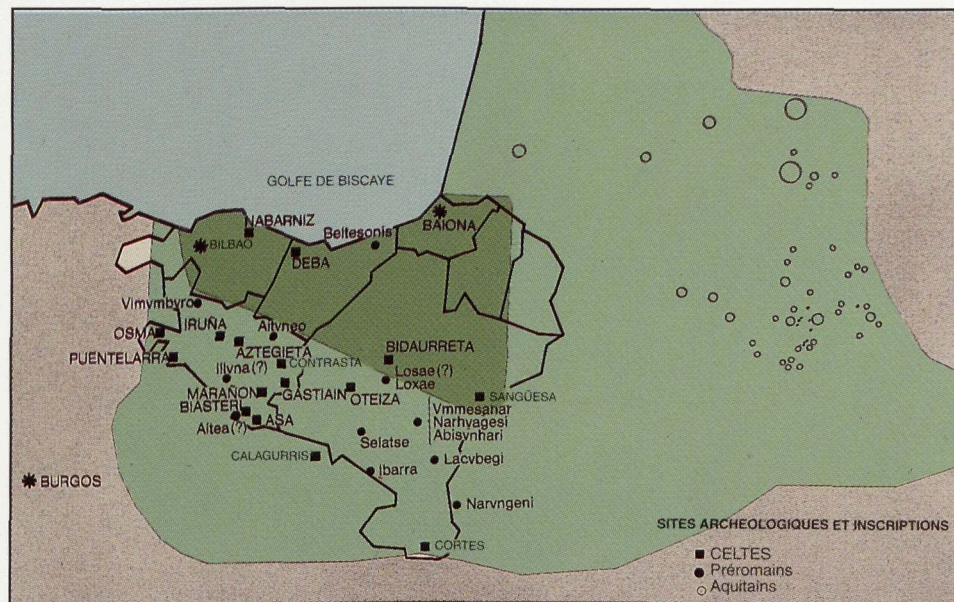 GOLFE DE BISCAYE
NABARNIZ
BAIONA
BILBAO
Beltesonis
DEBA
Vimvmbyro
IRUÑA
Aitvneo
OSMA
AZTEGIETA
BIDAURRETA
PUENTELARRA
CONTRASTA
Illvna (?)
Losae (?)
Loxae
MARAÑON
GASTIAIN
OTEIZA
SANGÜESA
BIASTERI
Vmmesahar
Narhvagesi
Abisvnhari
Altea (?)
ASA
Selatse
CALAGURRIS
Lacvbegi
Ibarra
BURGOS
Narvngeni
CORTES
SITES ARCHEOLOGIQUES ET INSCRIPTIONS
CELTES
Préromains
Aquitains